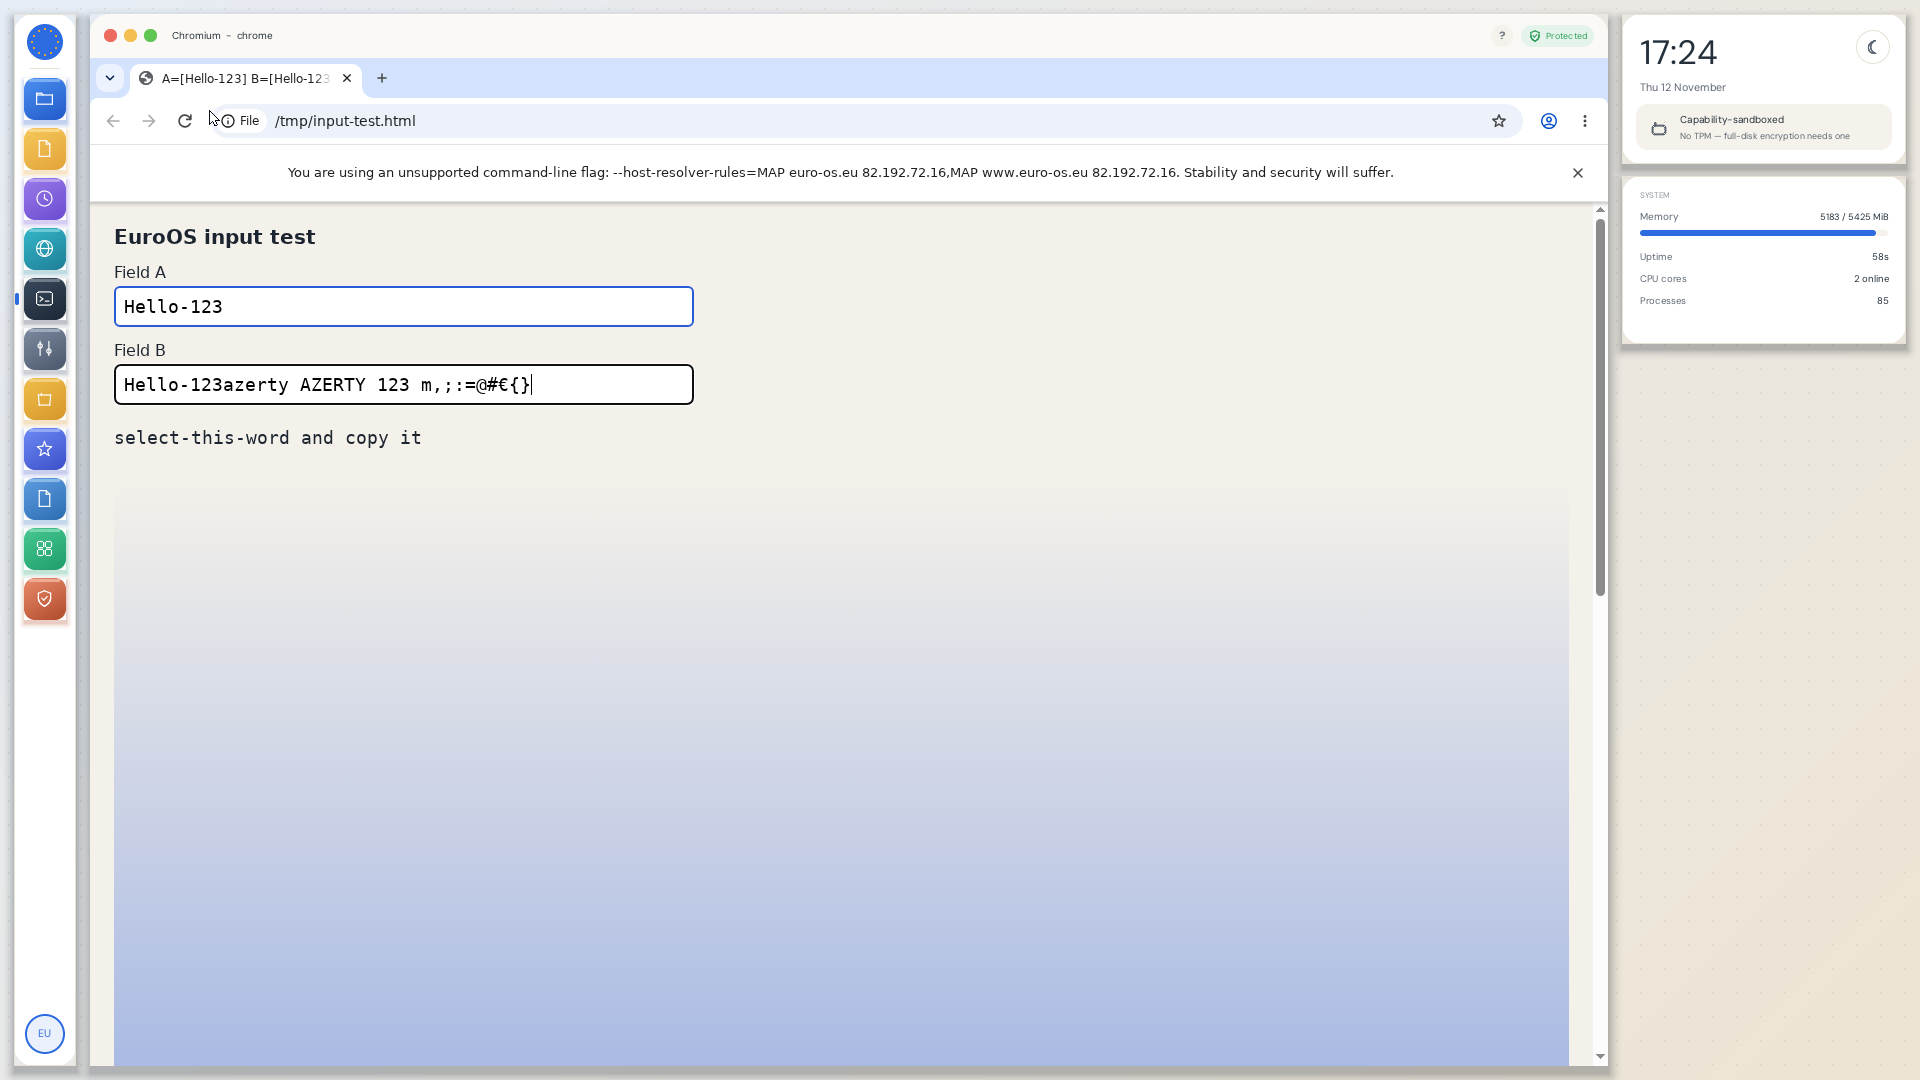 Chromium - chrome
?
Protected
A=[Hello-123] B=[Hello-123
File
/tmp/input-test.html
You are using an unsupported command-line flag: --host-resolver-rules=MAP euro-os.eu 82.192.72.16,MAP www.euro-os.eu 82.192.72.16. Stability and security will suffer.
EuroOS input test
Field A
Hello-123
Field B
Hello-123azerty AZERTY 123 m,;:=@#€{}
select-this-word and copy it
17:24
Thu 12 November
Capability-sandboxed
No TPM — full-disk encryption needs one
SYSTEM
Memory 5183 / 5425 MiB
Uptime 58s
CPU cores 2 online
Processes 85
EU